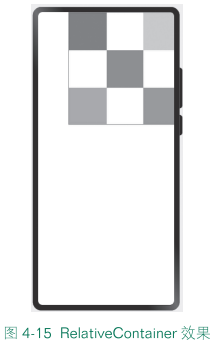 图 4-15 RelativeContainer 效果